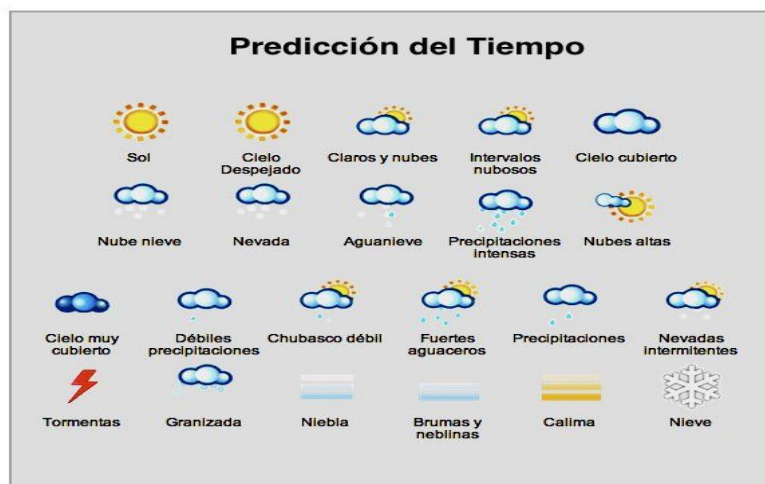 Predicción del Tiempo
Sol
Cielo
Despejado
Claros y nubes
Intervalos
nubosos
Cielo cubierto
Nube nieve
Nevada
Aguanieve
Precipitaciones
intensas
Nubes altas
Cielo muy
cubierto
Débiles
precipitaciones
Chubasco débil
Fuertes
aguaceros
Precipitaciones
Nevadas
intermitentes
Tormentas
Granizada
Niebla
Brumas y
neblinas
Calima
Nieve